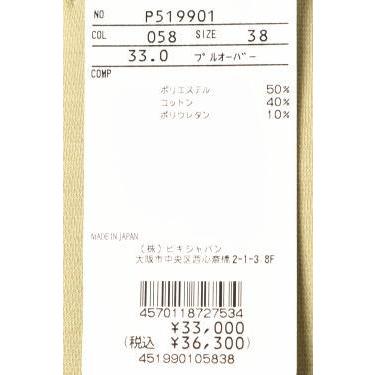 NO P519901
COL 058 SIZE 38
33.0 プルオーバー
COMP
ポリエステル 50%
コットン 40%
ポリウレタン 10%
MADE IN JAPAN
(株)ビギジャパン
大阪市中央区西心斎橋2-1-3 8F
4570118727534
¥33,000
(税込 ¥36,300)
451990105838